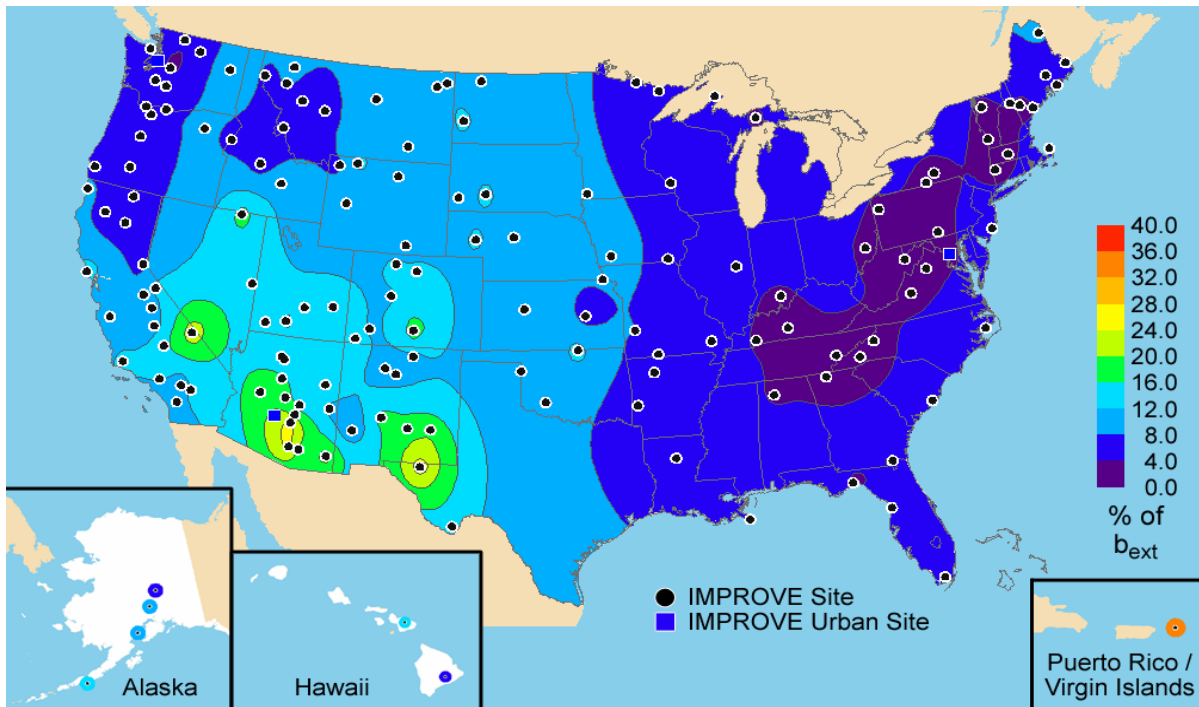 40.0
36.0
32.0
28.0
24.0
20.0
16.0
12.0
8.0
4.0
0.0
% of
bext
IMPROVE Site
IMPROVE Urban Site
Alaska
Hawaii
Puerto Rico /
Virgin Islands